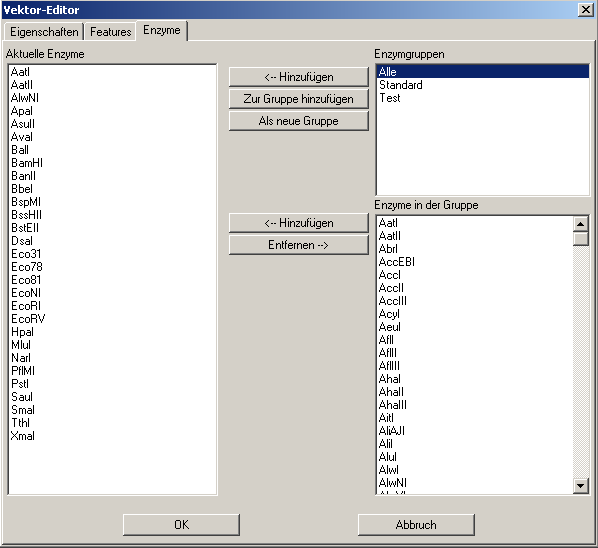 Vektor-Editor
Eigenschaften
Features
Enzyme
Aktuelle Enzyme
AatI
AatII
AlwNI
ApaI
AsuII
AvaI
BalI
BamHI
BanII
BbeI
BspMI
BssHII
BstEII
DsaI
Eco31
Eco78
Eco81
EcoNI
EcoRI
EcoRV
HpaI
MluI
NarI
PflMI
PstI
SauI
SmaI
TthI
XmaI
<-- Hinzufügen
Zur Gruppe hinzufügen
Als neue Gruppe
<-- Hinzufügen
Entfernen -->
Enzymgruppen
Alle
Standard
Test
Enzyme in der Gruppe
AatI
AatII
AbrI
AccEBI
AccI
AccII
AccIII
AcyI
AeuI
AflI
AflII
AflIII
AhaI
AhaII
AhaIII
AitI
AliAJI
AliI
AluI
AlwI
AlwNI
OK
Abbruch